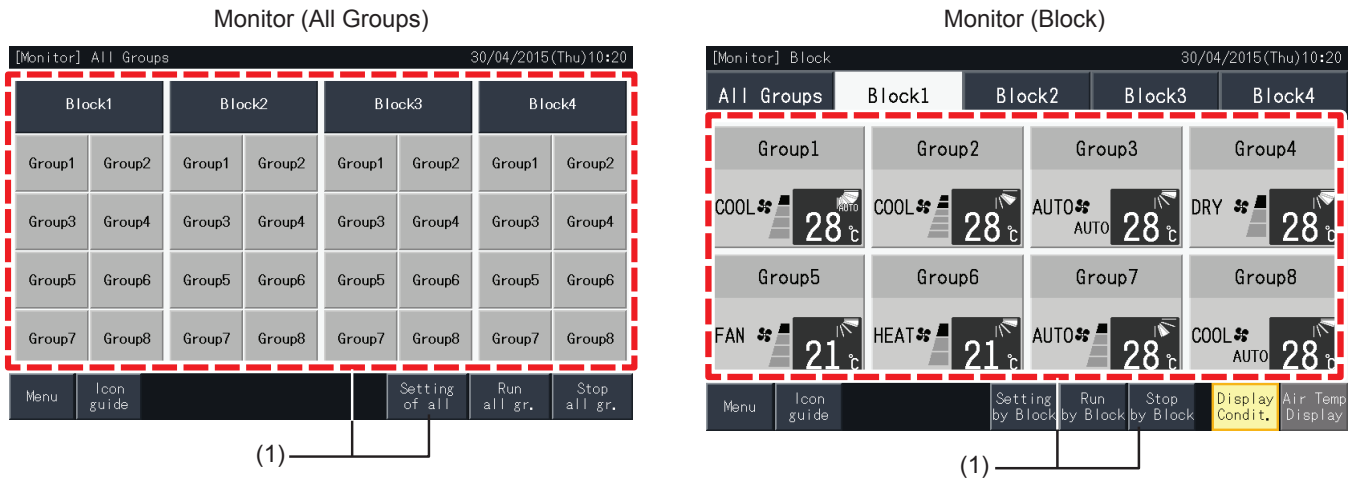 Monitor (All Groups)
[Monitor] All Groups 30/04/2015(Thu)10:20
Block1 Block2 Block3 Block4
Group1 Group2 Group1 Group2 Group1 Group2 Group1 Group2
Group3 Group4 Group3 Group4 Group3 Group4 Group3 Group4
Group5 Group6 Group5 Group6 Group5 Group6 Group5 Group6
Group7 Group8 Group7 Group8 Group7 Group8 Group7 Group8
Menu Icon guide Setting of all Run all gr. Stop all gr.
(1)
Monitor (Block)
[Monitor] Block 30/04/2015(Thu)10:20
All Groups Block1 Block2 Block3 Block4
Group1 Group2 Group3 Group4
COOL AUTO 28℃ COOL 28℃ AUTO AUTO 28℃ DRY 28℃
Group5 Group6 Group7 Group8
FAN 21℃ HEAT 21℃ AUTO 28℃ COOL AUTO 28℃
Menu Icon guide Setting by Block Run by Block Stop by Block Display Condit. Air Temp Display
(1)